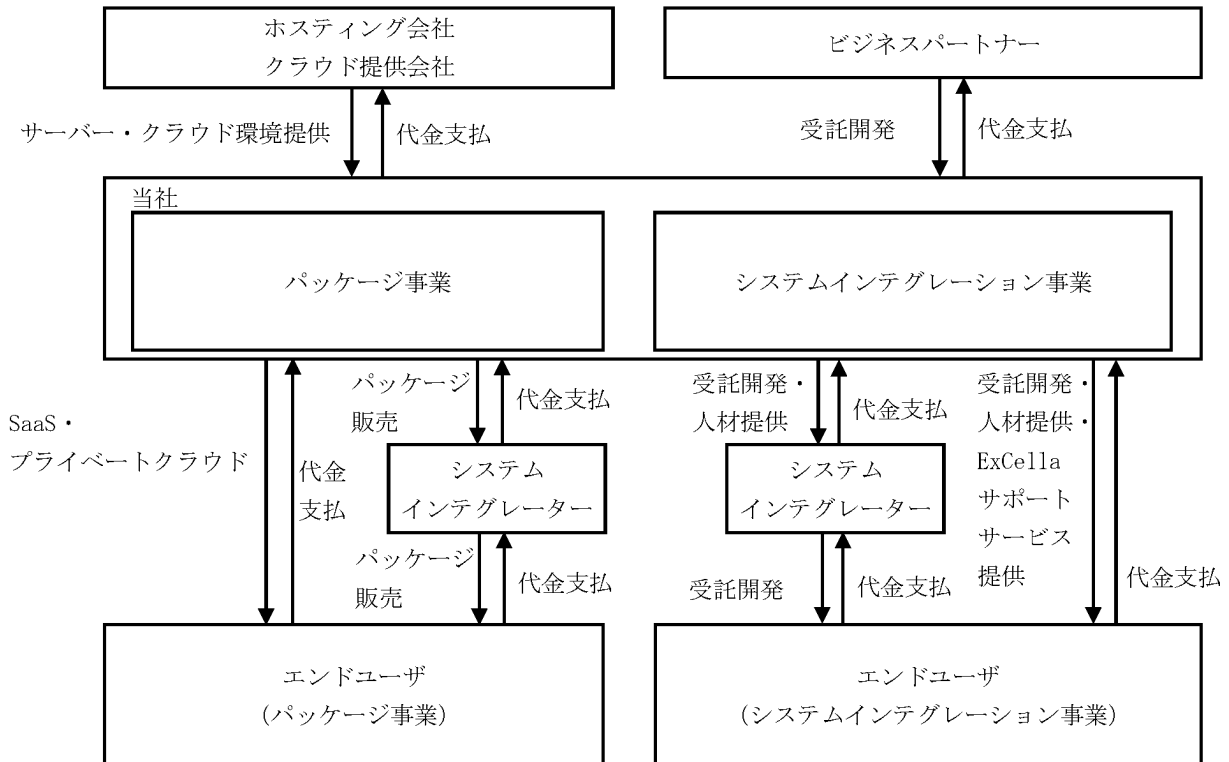 ホスティング会社
クラウド提供会社
ビジネスパートナー
サーバー・クラウド環境提供
代金支払
受託開発
代金支払
当社
パッケージ事業
システムインテグレーション事業
SaaS・
プライベートクラウド
代金
支払
パッケージ
販売
代金支払
システム
インテグレーター
パッケージ
販売
代金支払
受託開発・
人材提供
代金支払
システム
インテグレーター
受託開発
代金支払
受託開発・
人材提供・
ExCella
サポート
サービス
提供
代金支払
エンドユーザ
(パッケージ事業)
エンドユーザ
(システムインテグレーション事業)